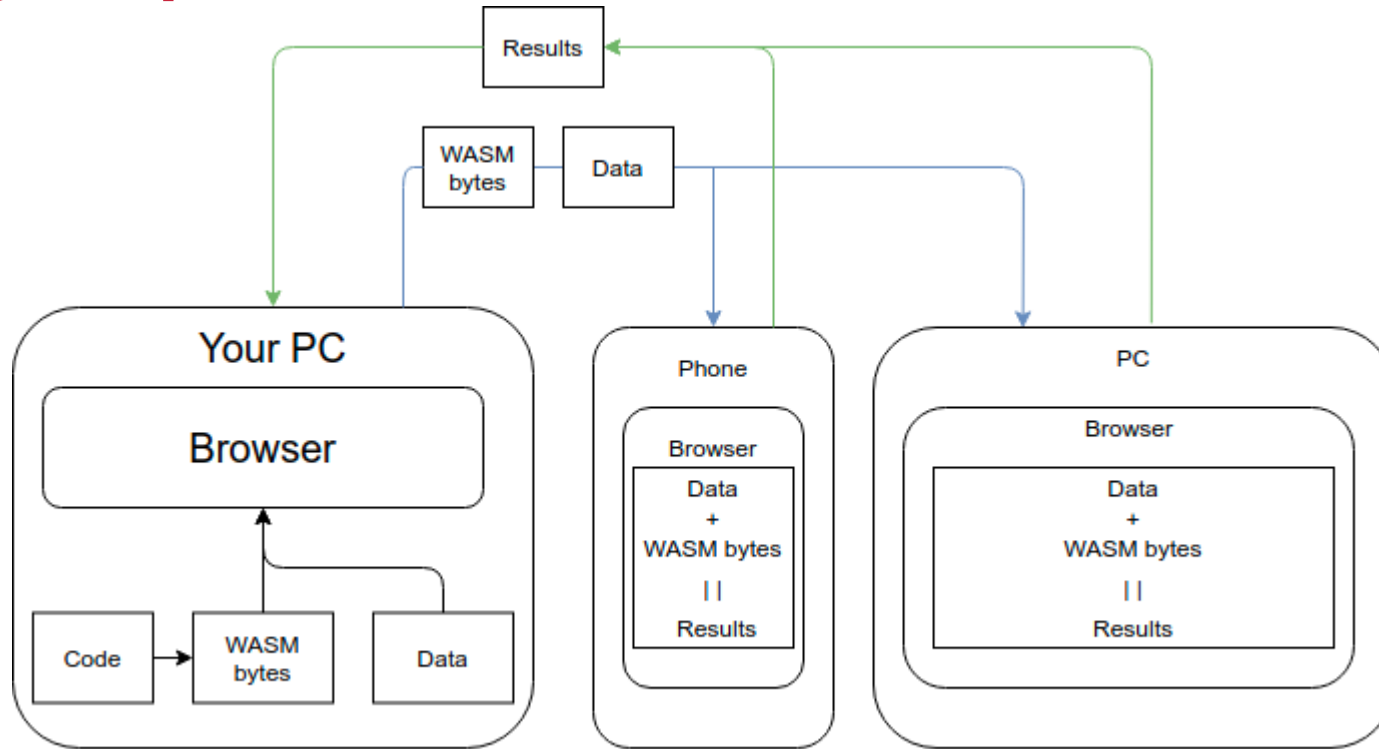 Results
WASM
bytes
Data
Your PC
Browser
Code
WASM
bytes
Data
Phone
Browser
Data
+
WASM bytes
||
Results
PC
Browser
Data
+
WASM bytes
||
Results